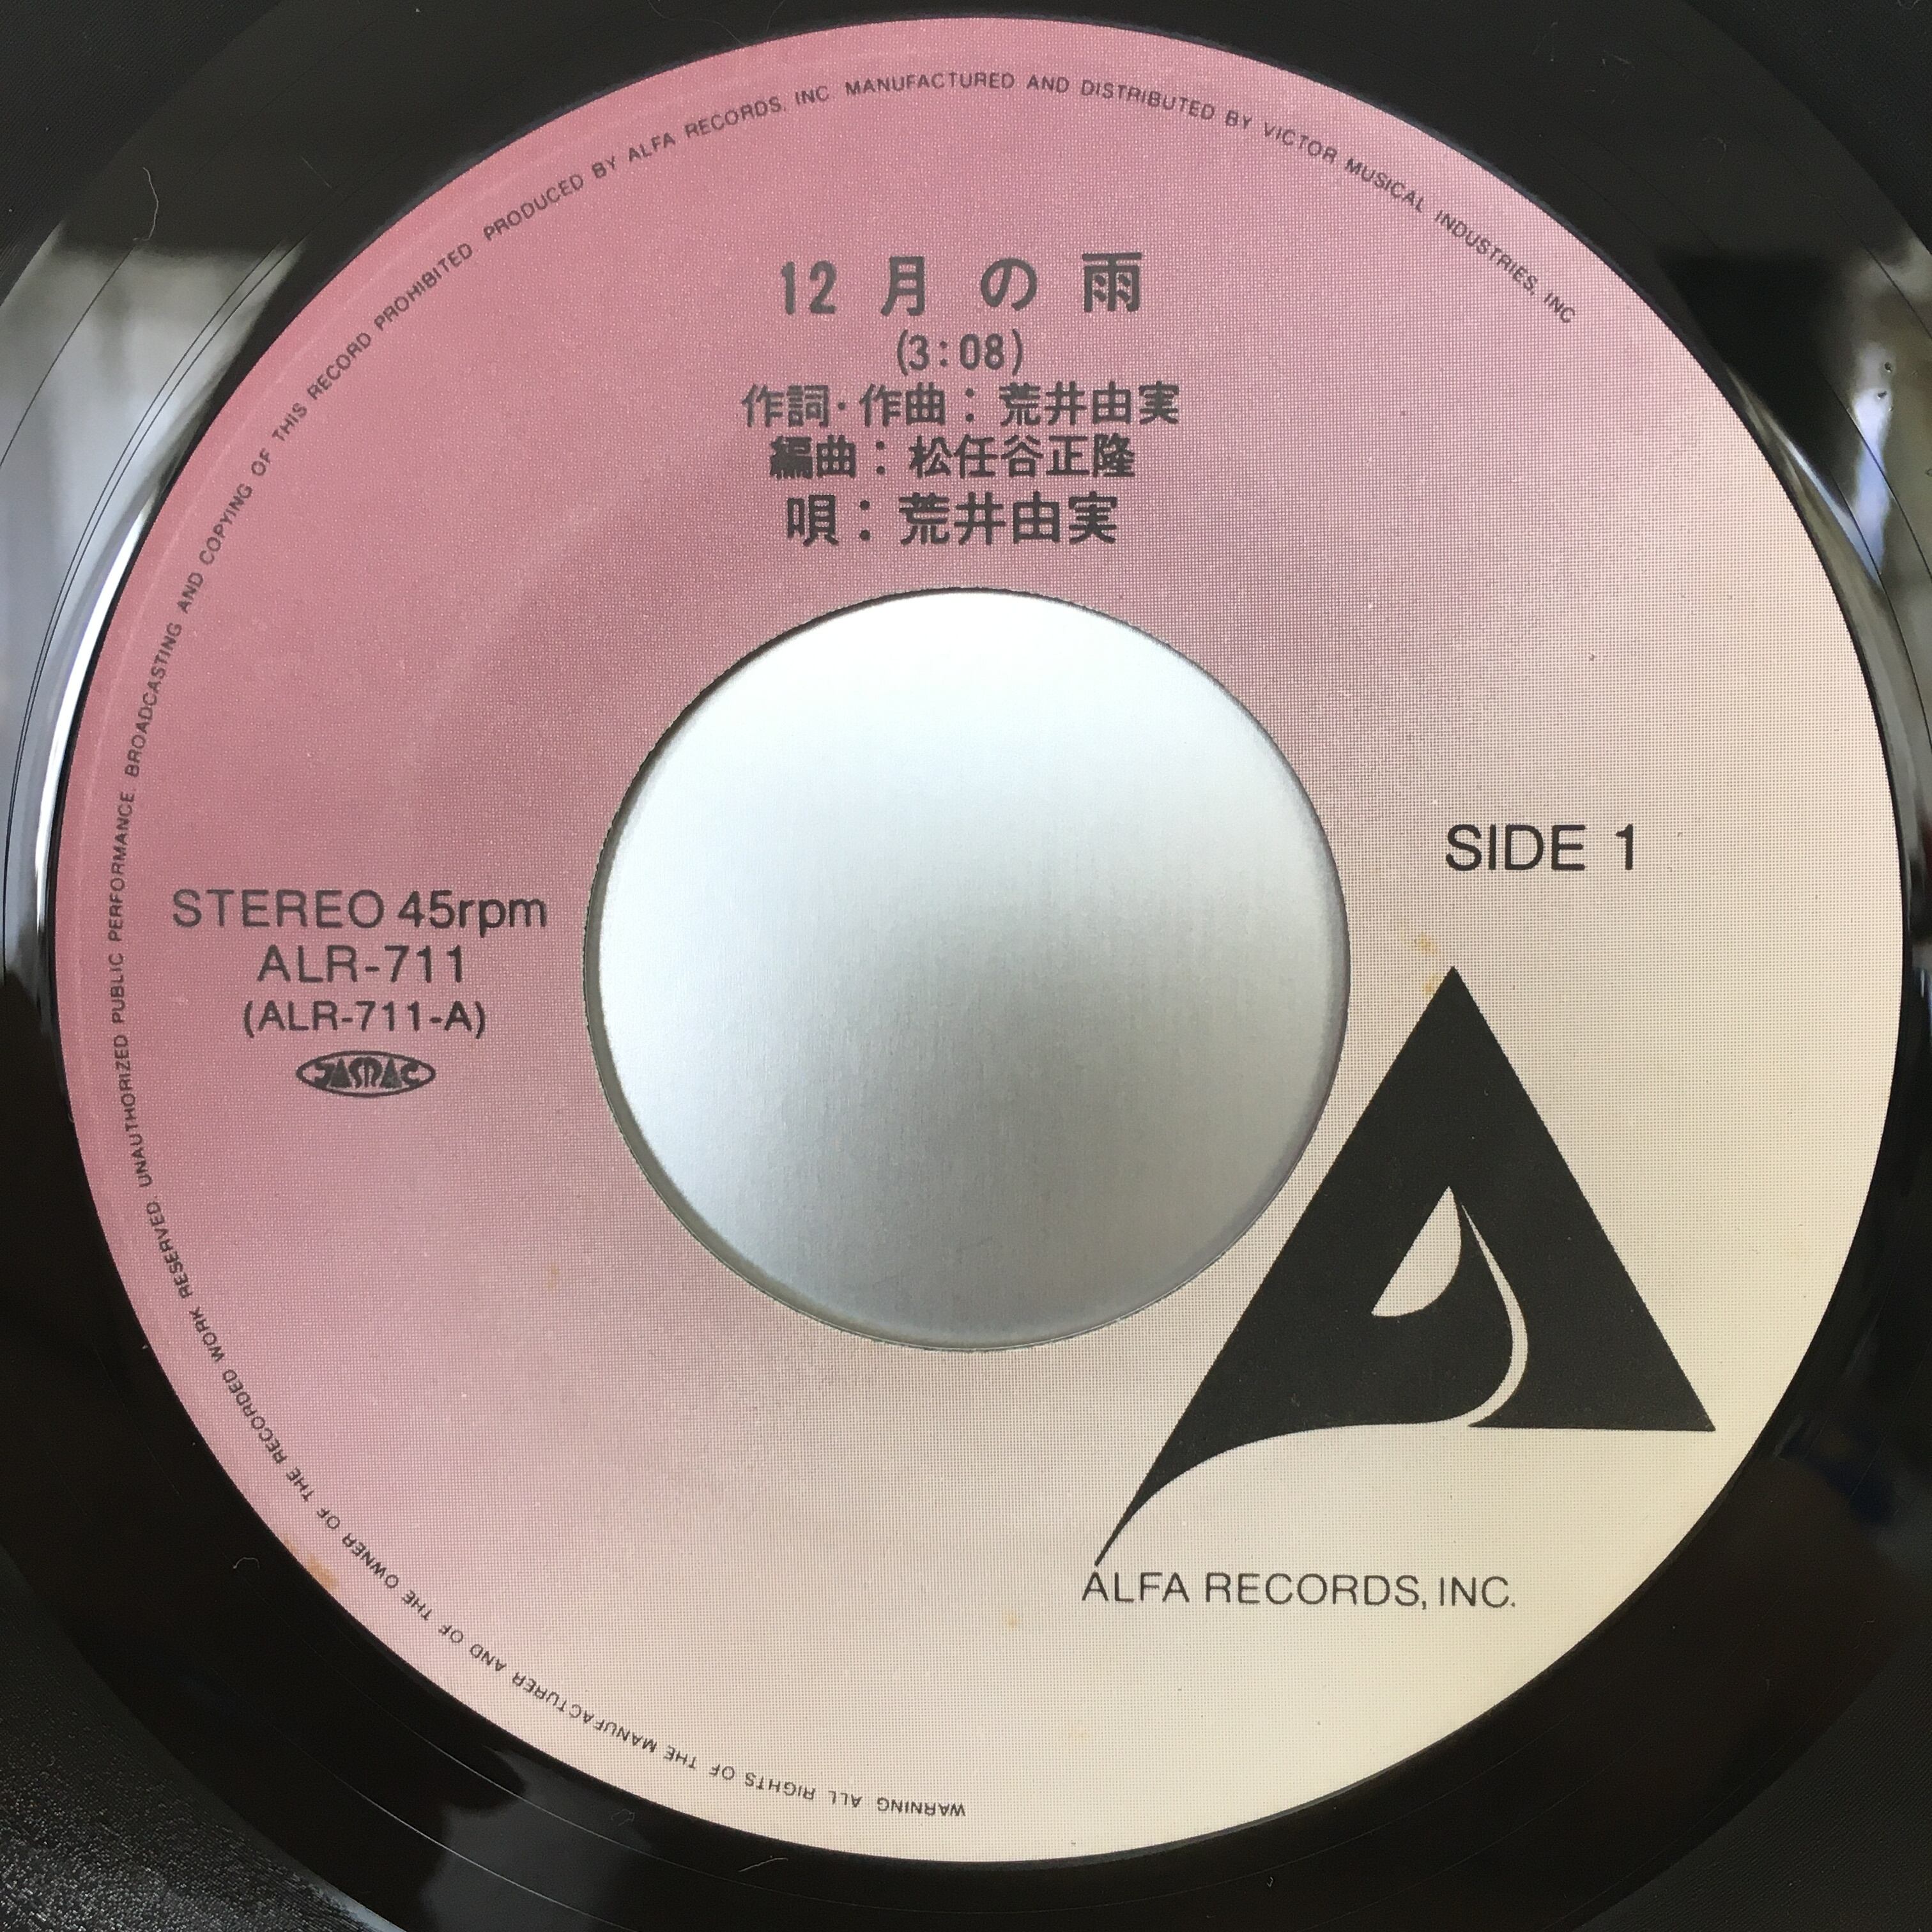 12月の雨
(3:08)
作詞・作曲：荒井由実
編曲：松任谷正隆
唄：荒井由実
SIDE 1
STEREO 45rpm
ALR-711
(ALR-711-A)
JASRAC
ALFA RECORDS, INC.
WARNING ALL RIGHTS OF THE MANUFACTURER AND OF THE OWNER OF THE RECORDED WORK RESERVED. UNAUTHORIZED PUBLIC PERFORMANCE BROADCASTING AND COPYING OF THIS RECORD PROHIBITED PRODUCED BY ALFA RECORDS, INC. MANUFACTURED AND DISTRIBUTED BY VICTOR MUSICAL INDUSTRIES, INC